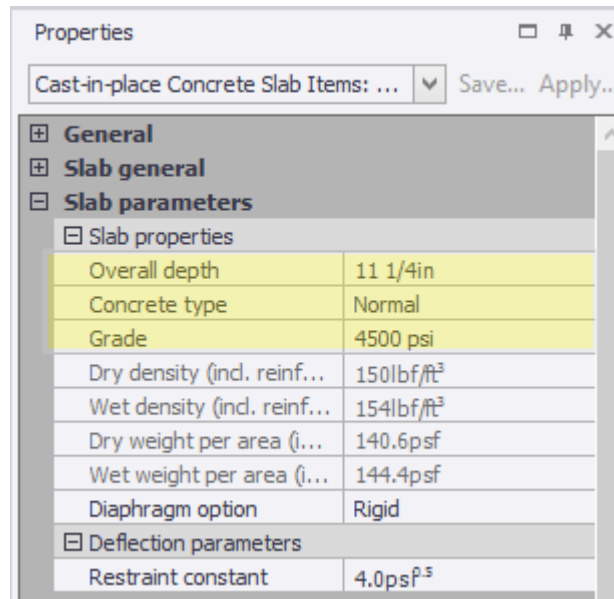 Properties
Cast-in-place Concrete Slab Items: ... Save... Apply...
General
Slab general
Slab parameters
Slab properties
Overall depth 11 1/4in
Concrete type Normal
Grade 4500 psi
Dry density (incl. reinf... 150lbf/ft³
Wet density (incl. reinf... 154lbf/ft³
Dry weight per area (i... 140.6psf
Wet weight per area (i... 144.4psf
Diaphragm option Rigid
Deflection parameters
Restraint constant 4.0psf⁰·⁵